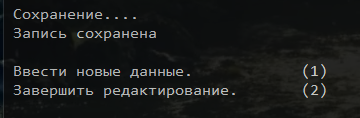 Сохранение....
Запись сохранена
Ввести новые данные. (1)
Завершить редактирование. (2)